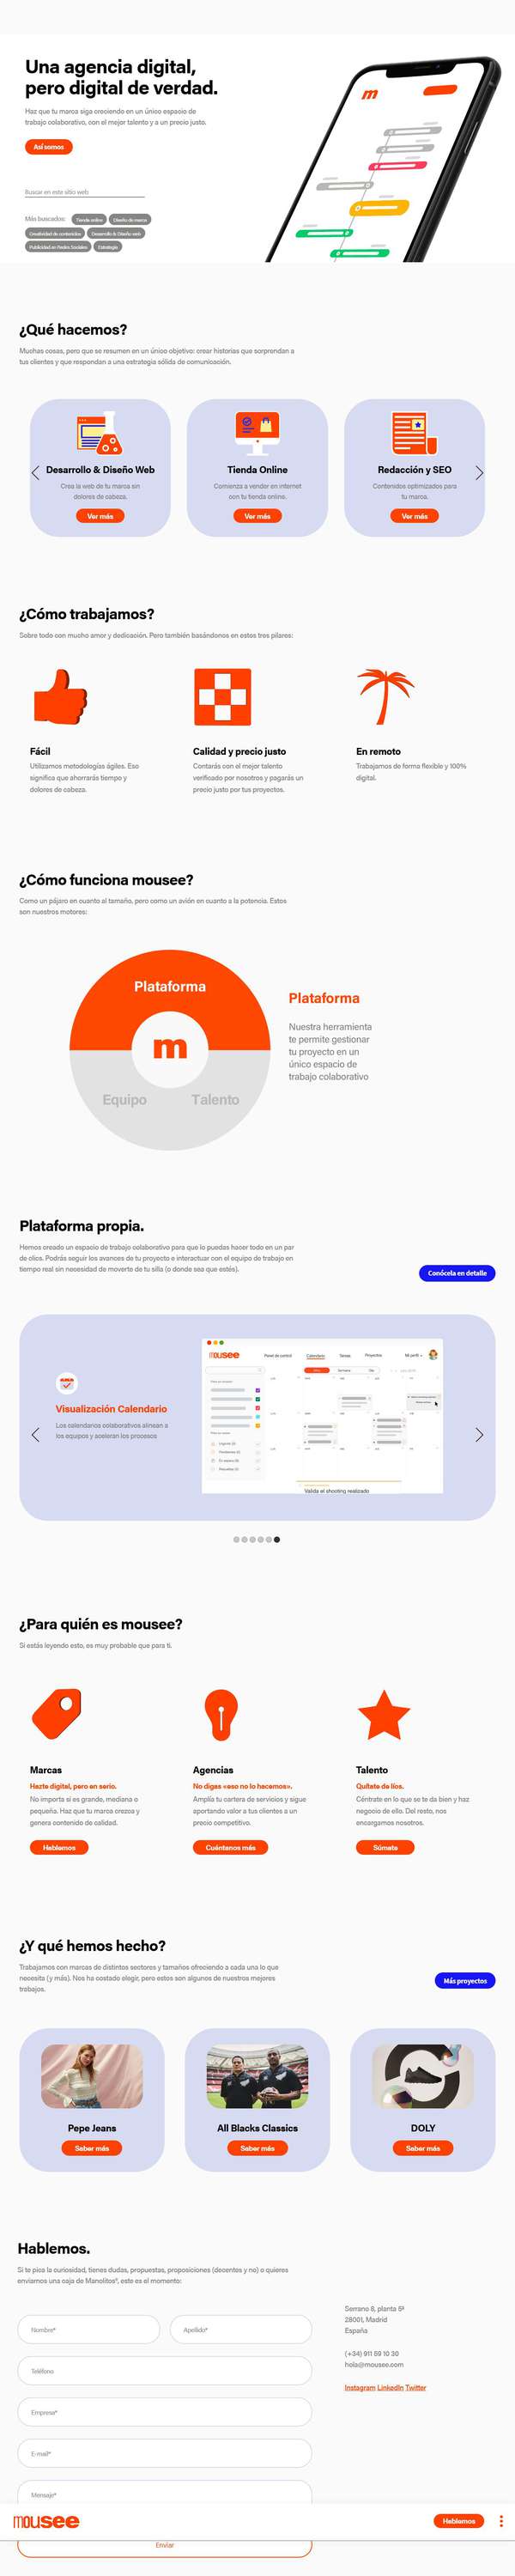 Una agencia digital,
pero digital de verdad.
Haz que tu marca siga creciendo en un único espacio de
trabajo colaborativo, con el mejor talento y a un precio justo.
Así somos
m
Buscar en este sitio web
Más buscados:
Tienda online
Diseño de marca
Creatividad de contenidos
Desarrollo & Diseño web
Publicidad en Redes Sociales
Estrategia
¿Qué hacemos?
Muchas cosas, pero que se resumen en un único objetivo: crear historias que sorprendan a
tus clientes y que respondan a una estrategia sólida de comunicación.
Desarrollo & Diseño Web
Crea la web de tu marca sin
dolores de cabeza.
Ver más
Tienda Online
Comienza a vender en internet
con tu tienda online.
Ver más
Redacción y SEO
Contenidos optimizados para
tu marca.
Ver más
¿Cómo trabajamos?
Sobre todo con mucho amor y dedicación. Pero también basándonos en estos tres pilares:
Fácil
Utilizamos metodologías ágiles. Eso
significa que ahorrarás tiempo y
dolores de cabeza.
Calidad y precio justo
Contarás con el mejor talento
verificado por nosotros y pagarás un
precio justo por tus proyectos.
En remoto
Trabajamos de forma flexible y 100%
digital.
¿Cómo funciona mousee?
Como un pájaro en cuanto al tamaño, pero como un avión en cuanto a la potencia. Estos
son nuestros motores:
Plataforma
m
Equipo
Talento
Plataforma
Nuestra herramienta
te permite gestionar
tu proyecto en un
único espacio de
trabajo colaborativo
Plataforma propia.
Hemos creado un espacio de trabajo colaborativo para que lo puedas hacer todo en un par
de clics. Podrás seguir los avances de tu proyecto e interactuar con el equipo de trabajo en
tiempo real sin necesidad de moverte de tu silla (o donde sea que estés).
Conócela en detalle
Visualización Calendario
Los calendarios colaborativos alinean a
los equipos y aceleran los procesos
mousee
Panel de control
Calendario
Tareas
Proyectos
Mi perfil
Valida el shooting realizado
¿Para quién es mousee?
Si estás leyendo esto, es muy probable que para ti.
Marcas
Hazte digital, pero en serio.
No importa si es grande, mediana o
pequeña. Haz que tu marca crezca y
genera contenido de calidad.
Hablemos
Agencias
No digas «eso no lo hacemos».
Amplía tu cartera de servicios y sigue
aportando valor a tus clientes a un
precio competitivo.
Cuéntanos más
Talento
Quítate de líos.
Céntrate en lo que se te da bien y haz
negocio de ello. Del resto, nos
encargamos nosotros.
Súmate
¿Y qué hemos hecho?
Trabajamos con marcas de distintos sectores y tamaños ofreciendo a cada una lo que
necesita (y más). Nos ha costado elegir, pero estos son algunos de nuestros mejores
trabajos.
Más proyectos
Pepe Jeans
Saber más
All Blacks Classics
Saber más
DOLY
Saber más
Hablemos.
Si te pica la curiosidad, tienes dudas, propuestas, proposiciones (decentes y no) o quieres
enviarnos una caja de Manolitos®, este es el momento:
Nombre*
Apellido*
Teléfono
Empresa*
E-mail*
Mensaje*
Serrano 8, planta 5ª
28001, Madrid
España
(+34) 911 59 10 30
hola@mousee.com
Instagram LinkedIn Twitter
mousee
Hablemos
Enviar